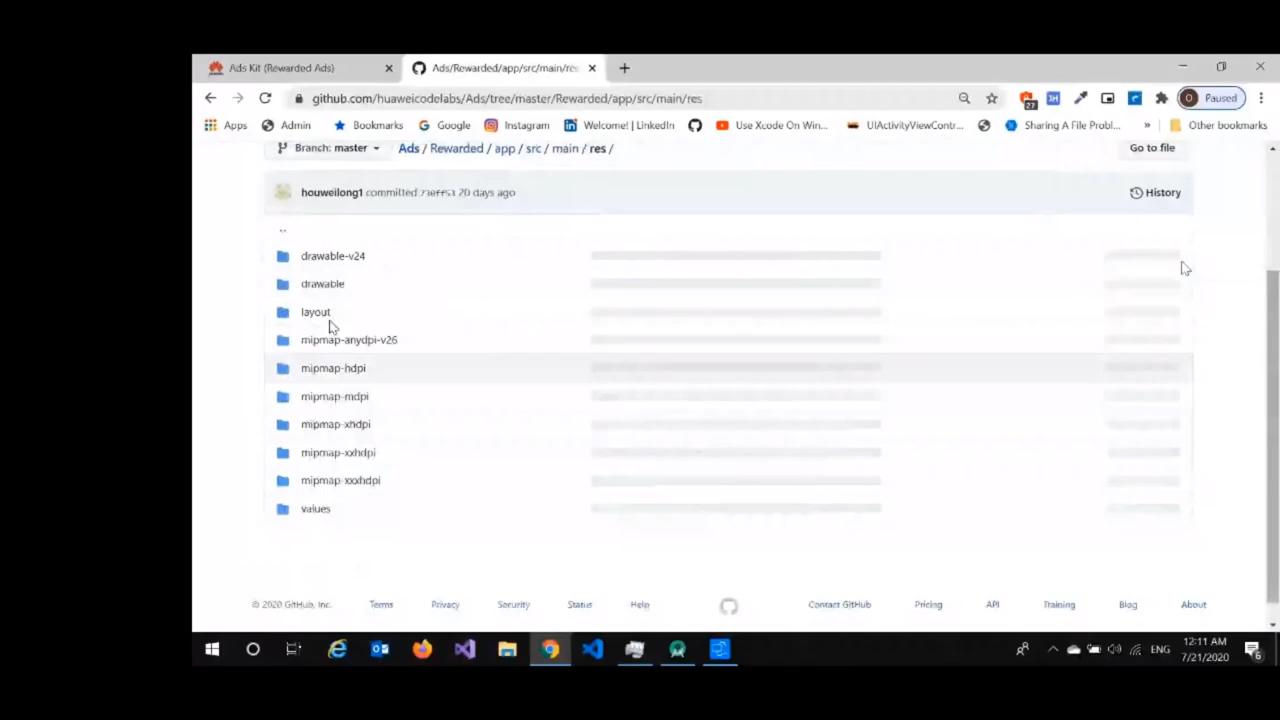 Ads Kit (Rewarded Ads)
Ads/Rewarded/app/src/main/res
github.com/huaweicodelabs/Ads/tree/master/Rewarded/app/src/main/res
27
O
Paused
Apps
Admin
Bookmarks
Google
Instagram
Welcome! | LinkedIn
Use Xcode On Win...
UIActivityViewContr...
Sharing A File Probl...
»
Other bookmarks
Branch: master
Ads / Rewarded / app / src / main / res /
Go to file
houweilong1 committed 20 days ago
History
..
drawable-v24
drawable
layout
mipmap-anydpi-v26
mipmap-hdpi
mipmap-mdpi
mipmap-xhdpi
mipmap-xxhdpi
mipmap-xxxhdpi
values
© 2020 GitHub, Inc.
Terms
Privacy
Security
Status
Help
Contact GitHub
Pricing
API
Training
Blog
About
ENG
12:11 AM
7/21/2020
6